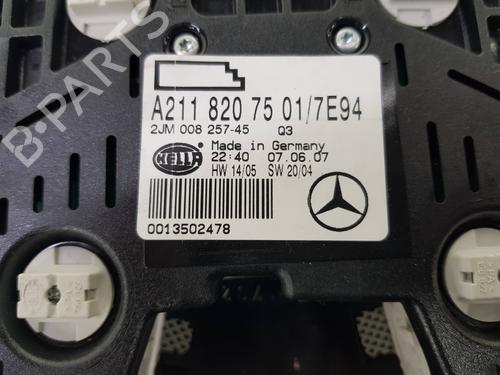 A211 820 75 01/7E94
2JM 008 257-45 Q3
HELLA
Made in Germany
22:40 07.06.07
HW 14/05 SW 20/04
0013502478